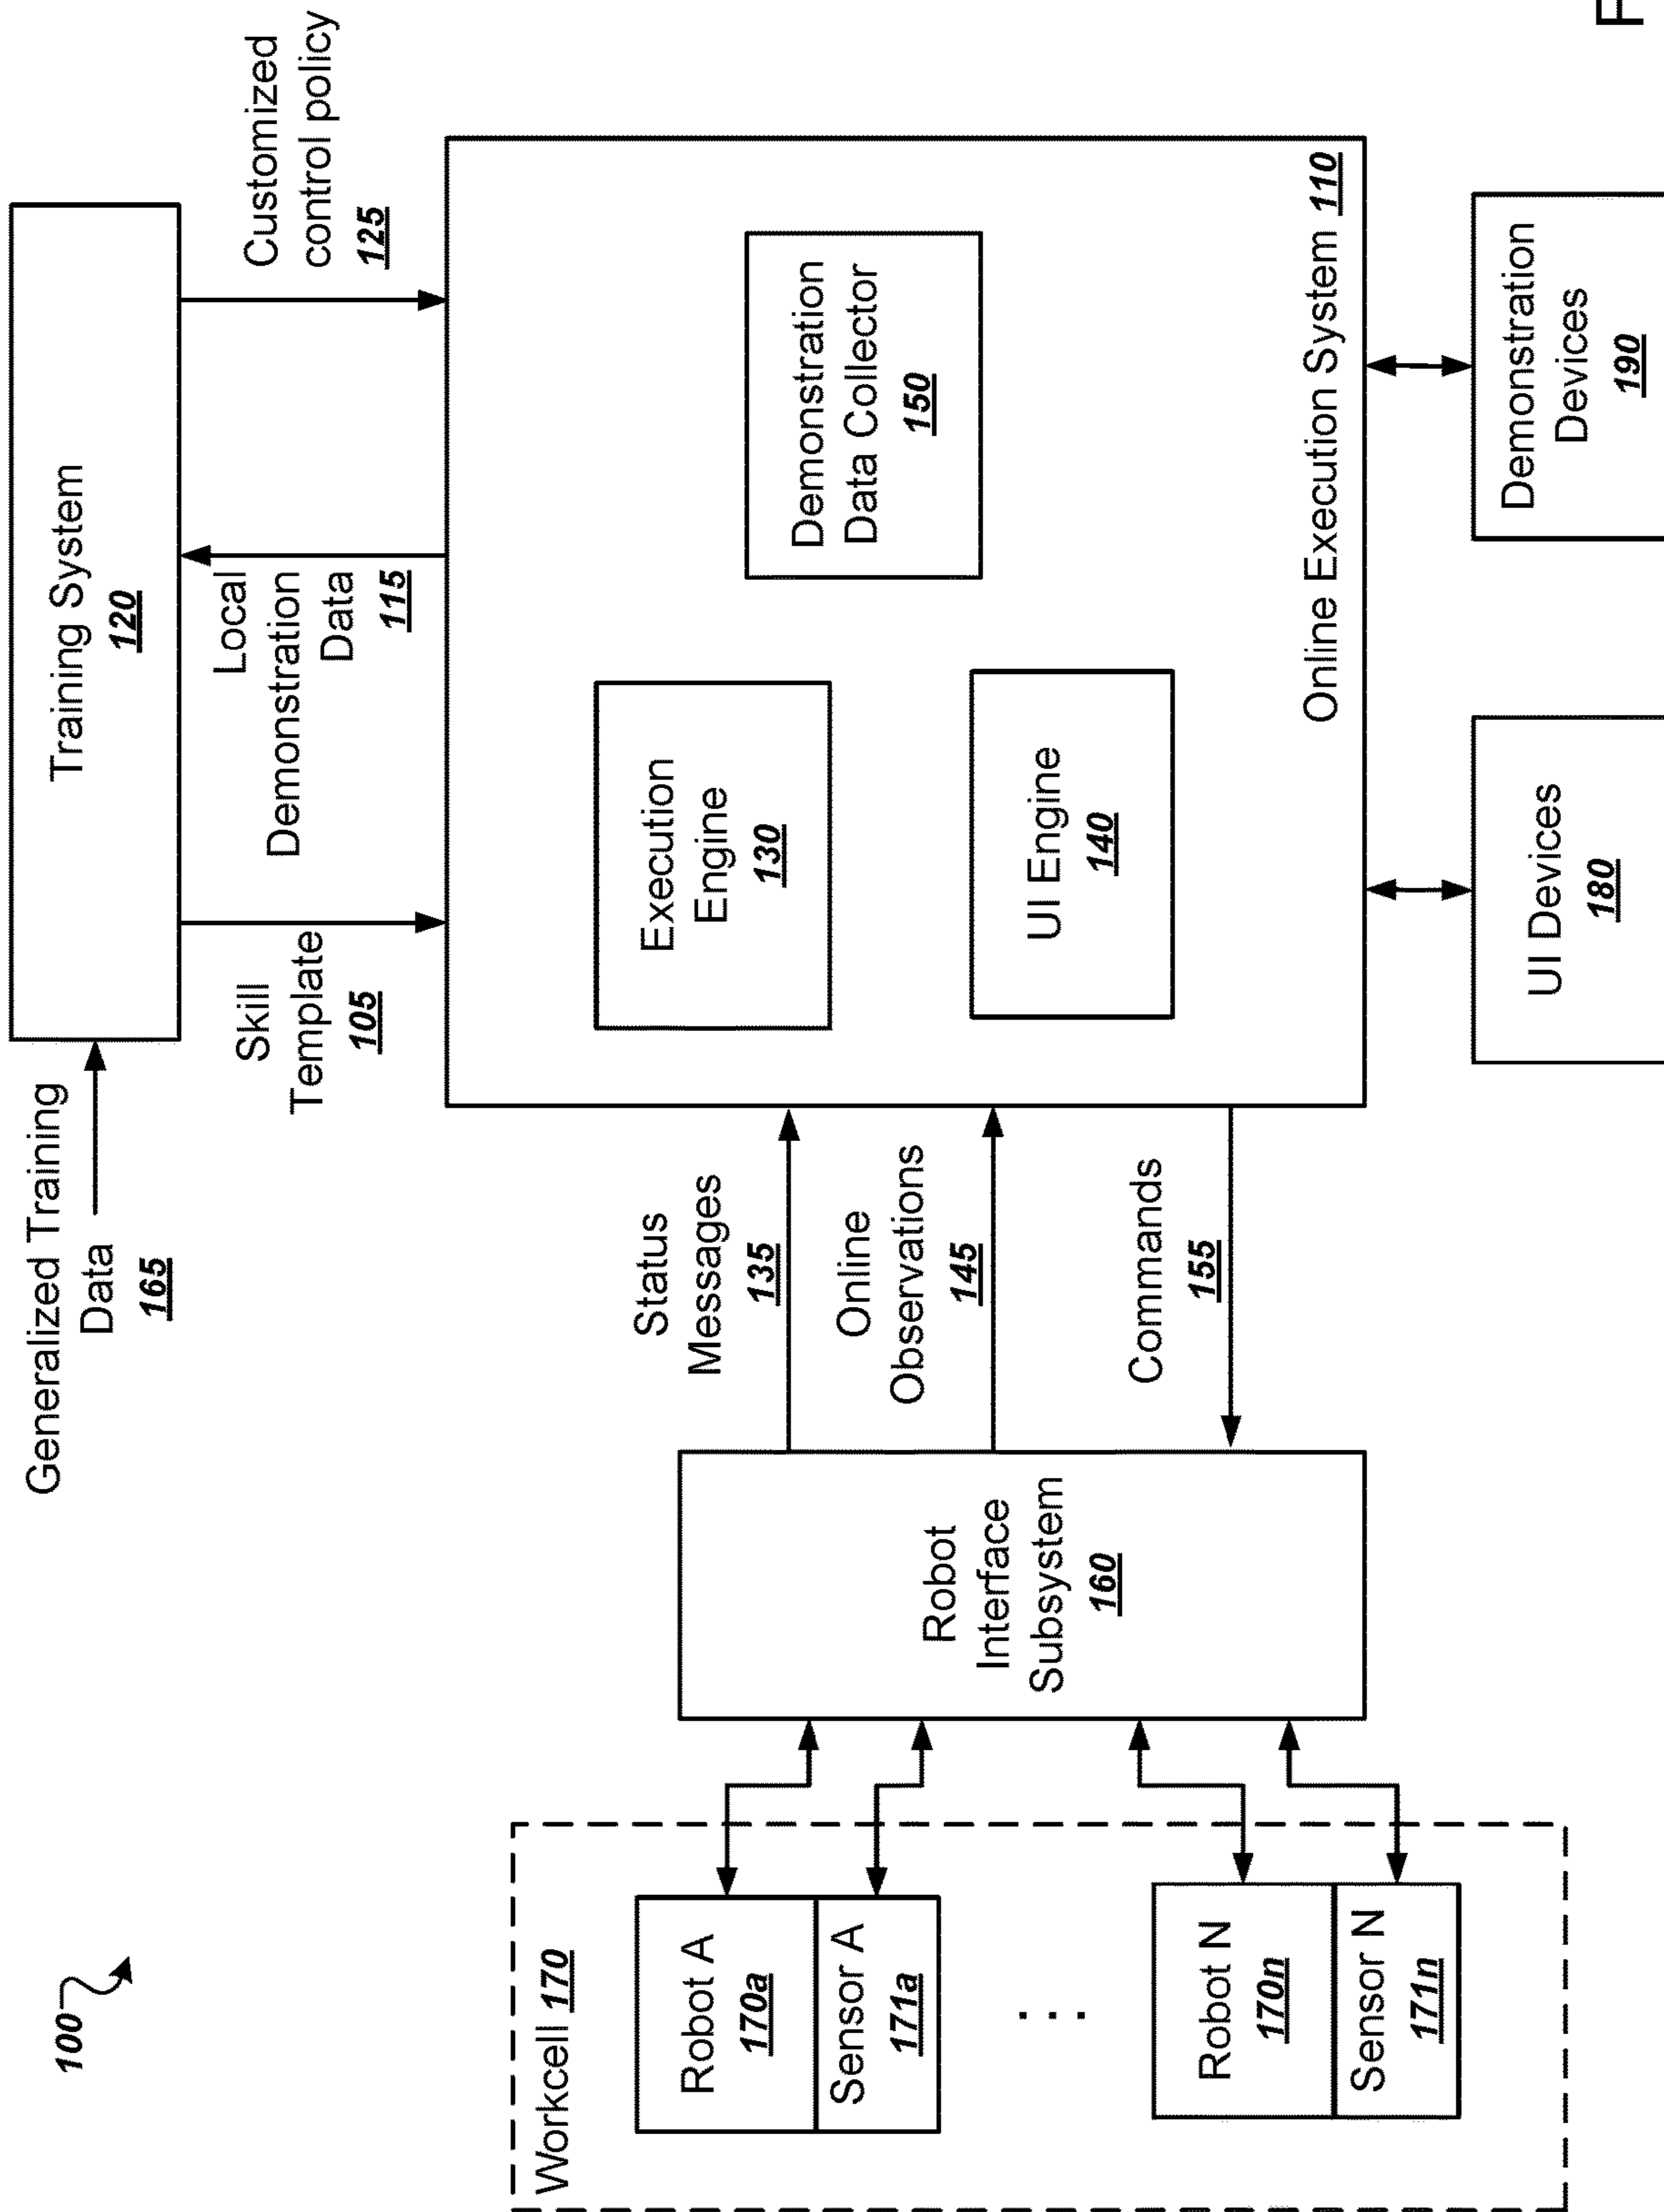 100
Generalized Training
Data
165
Training System
120
Skill
Template
105
Local
Demonstration
Data
115
Customized
control policy
125
Workcell 170
Robot A
170a
Sensor A
171a
. . .
Robot N
170n
Sensor N
171n
Robot
Interface
Subsystem
160
Status
Messages
135
Online
Observations
145
Commands
155
Execution
Engine
130
Demonstration
Data Collector
150
UI Engine
140
Online Execution System 110
UI Devices
180
Demonstration
Devices
190
F